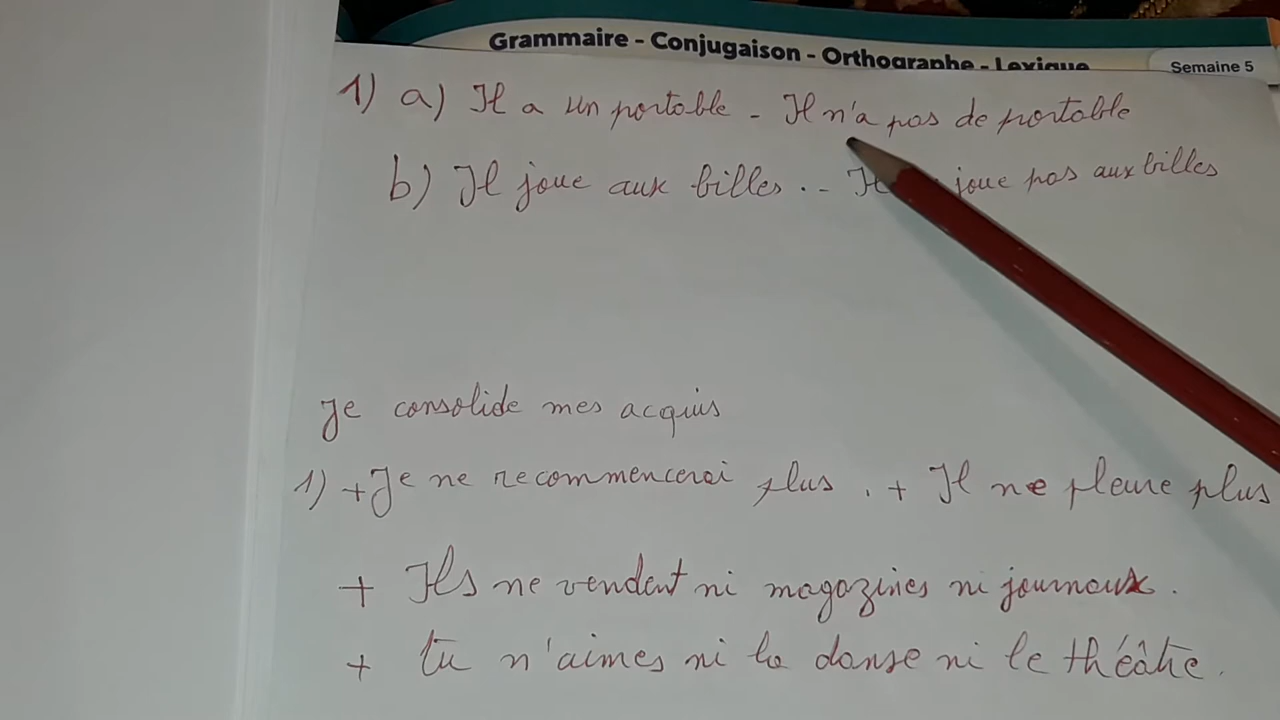 Grammaire - Conjugaison - Orthographe - Lexique
Semaine 5
1) a) Il a un portable - Il n'a pas de portable
b) Il joue aux billes .. - Il joue pas aux billes
Je consolide mes acquis
1) + Je ne recommencerai plus . + Il ne pleure plus
+ Ils ne vendent ni magazines ni journaux .
+ tu n'aimes ni la danse ni le théâtre .